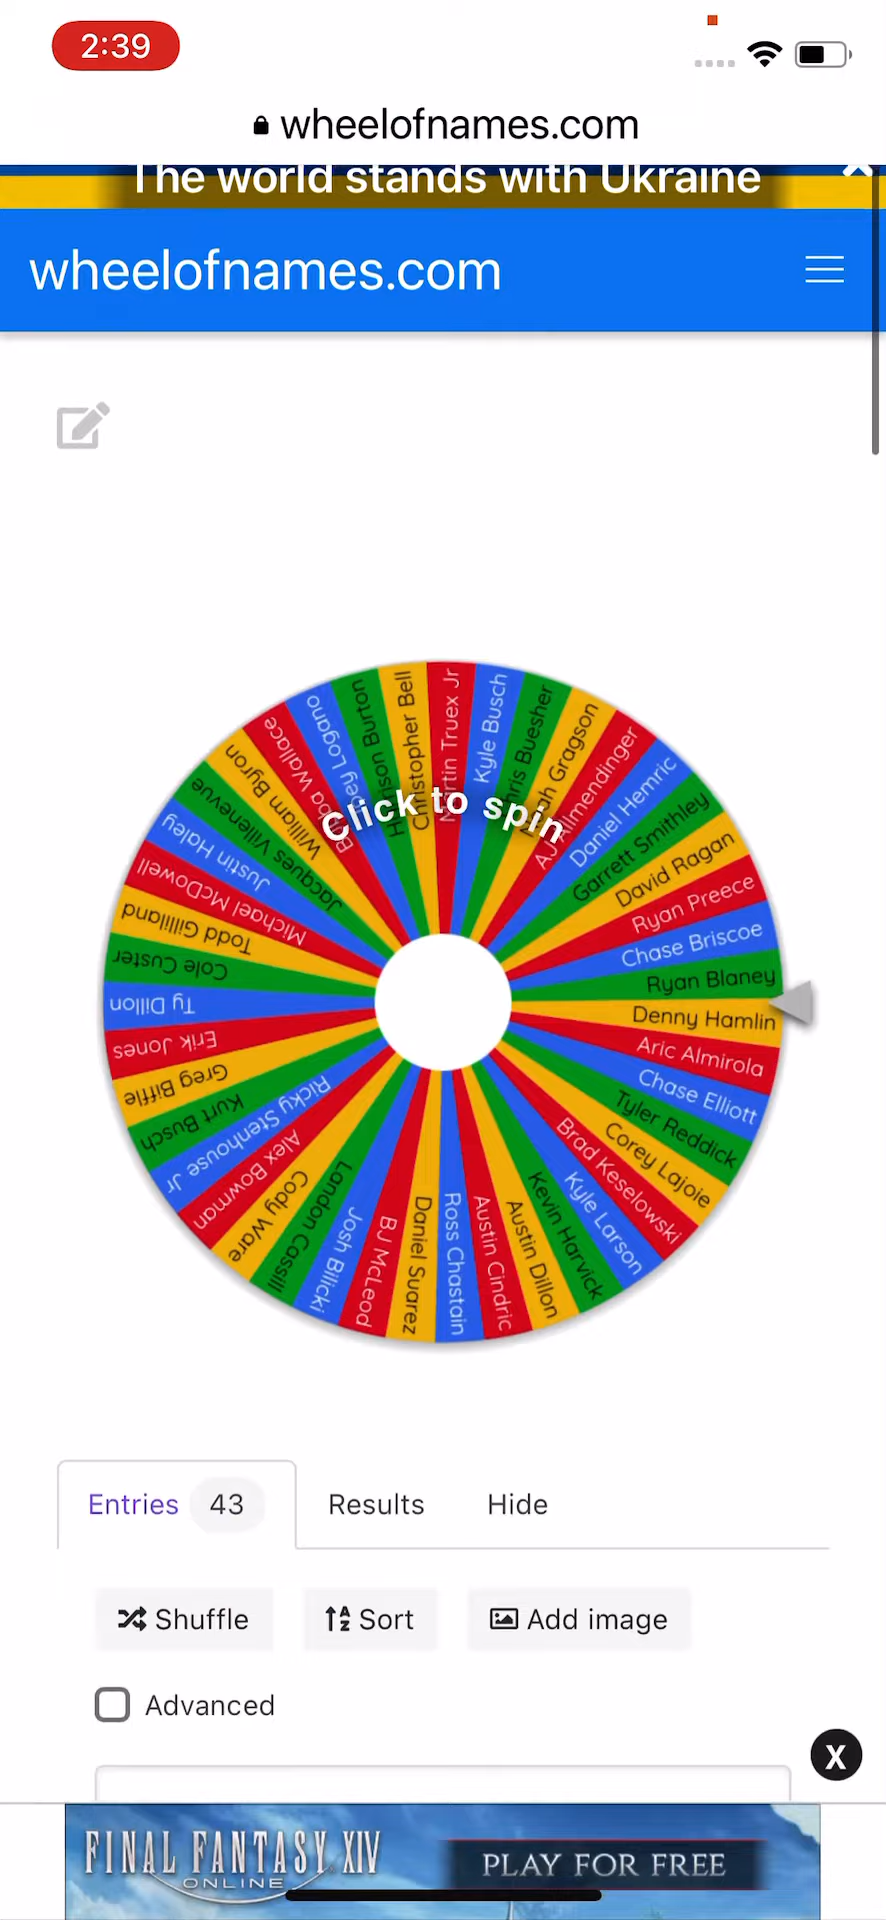 2:39
wheelofnames.com
The world stands with Ukraine
wheelofnames.com
Click to spin
Martin Truex Jr
Kyle Busch
Chris Buesher
Noah Gragson
AJ Allmendinger
Daniel Hemric
Garrett Smithley
David Ragan
Ryan Preece
Chase Briscoe
Ryan Blaney
Denny Hamlin
Aric Almirola
Chase Elliott
Tyler Reddick
Corey Lajoie
Brad Keselowski
Kyle Larson
Kevin Harvick
Austin Dillon
Austin Cindric
Ross Chastain
Daniel Suarez
BJ McLeod
Josh Bilicki
Landon Cassill
Cody Ware
Alex Bowman
Ricky Stenhouse Jr
Kurt Busch
Greg Biffle
Erik Jones
Ty Dillon
Cole Custer
Todd Gilliland
Michael McDowell
Justin Haley
Jacques Villenevue
William Byron
Bubba Wallace
Joey Logano
Harrison Burton
Christopher Bell
Entries 43
Results
Hide
Shuffle
Sort
Add image
Advanced
X
FINAL FANTASY XIV
ONLINE
PLAY FOR FREE